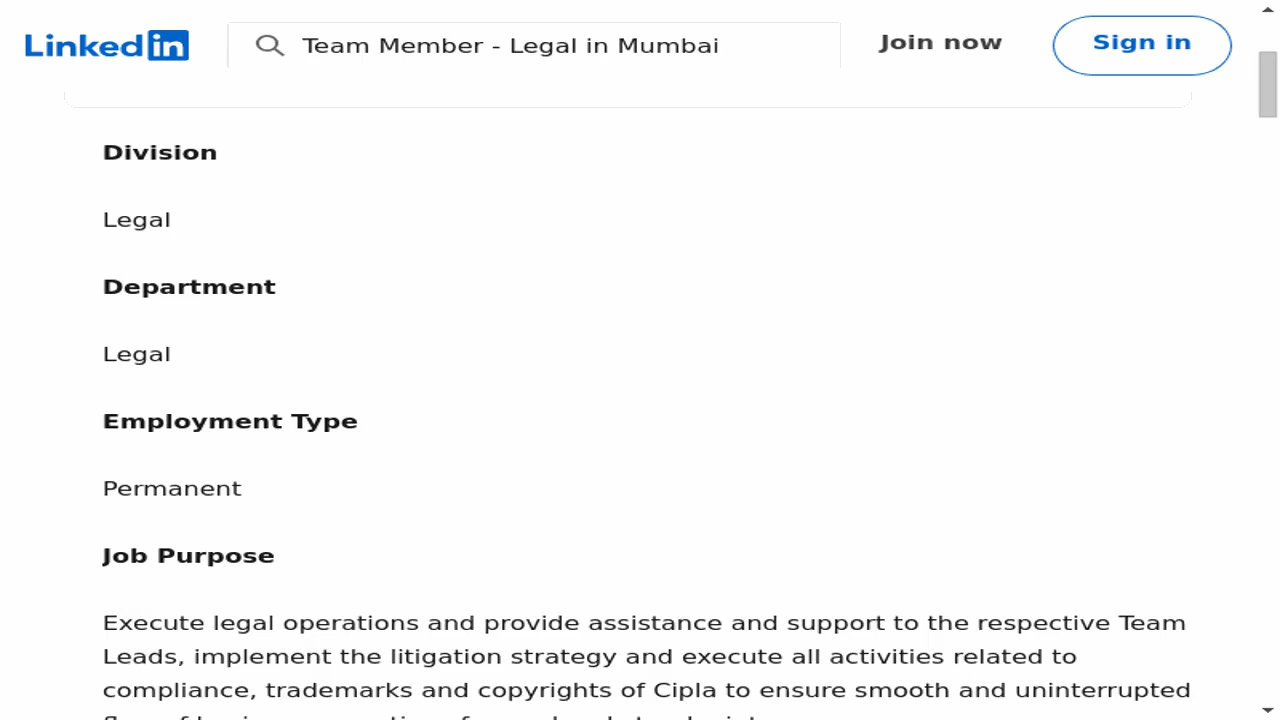 LinkedIn
Team Member - Legal in Mumbai
Join now
Sign in
Division
Legal
Department
Legal
Employment Type
Permanent
Job Purpose
Execute legal operations and provide assistance and support to the respective Team
Leads, implement the litigation strategy and execute all activities related to
compliance, trademarks and copyrights of Cipla to ensure smooth and uninterrupted